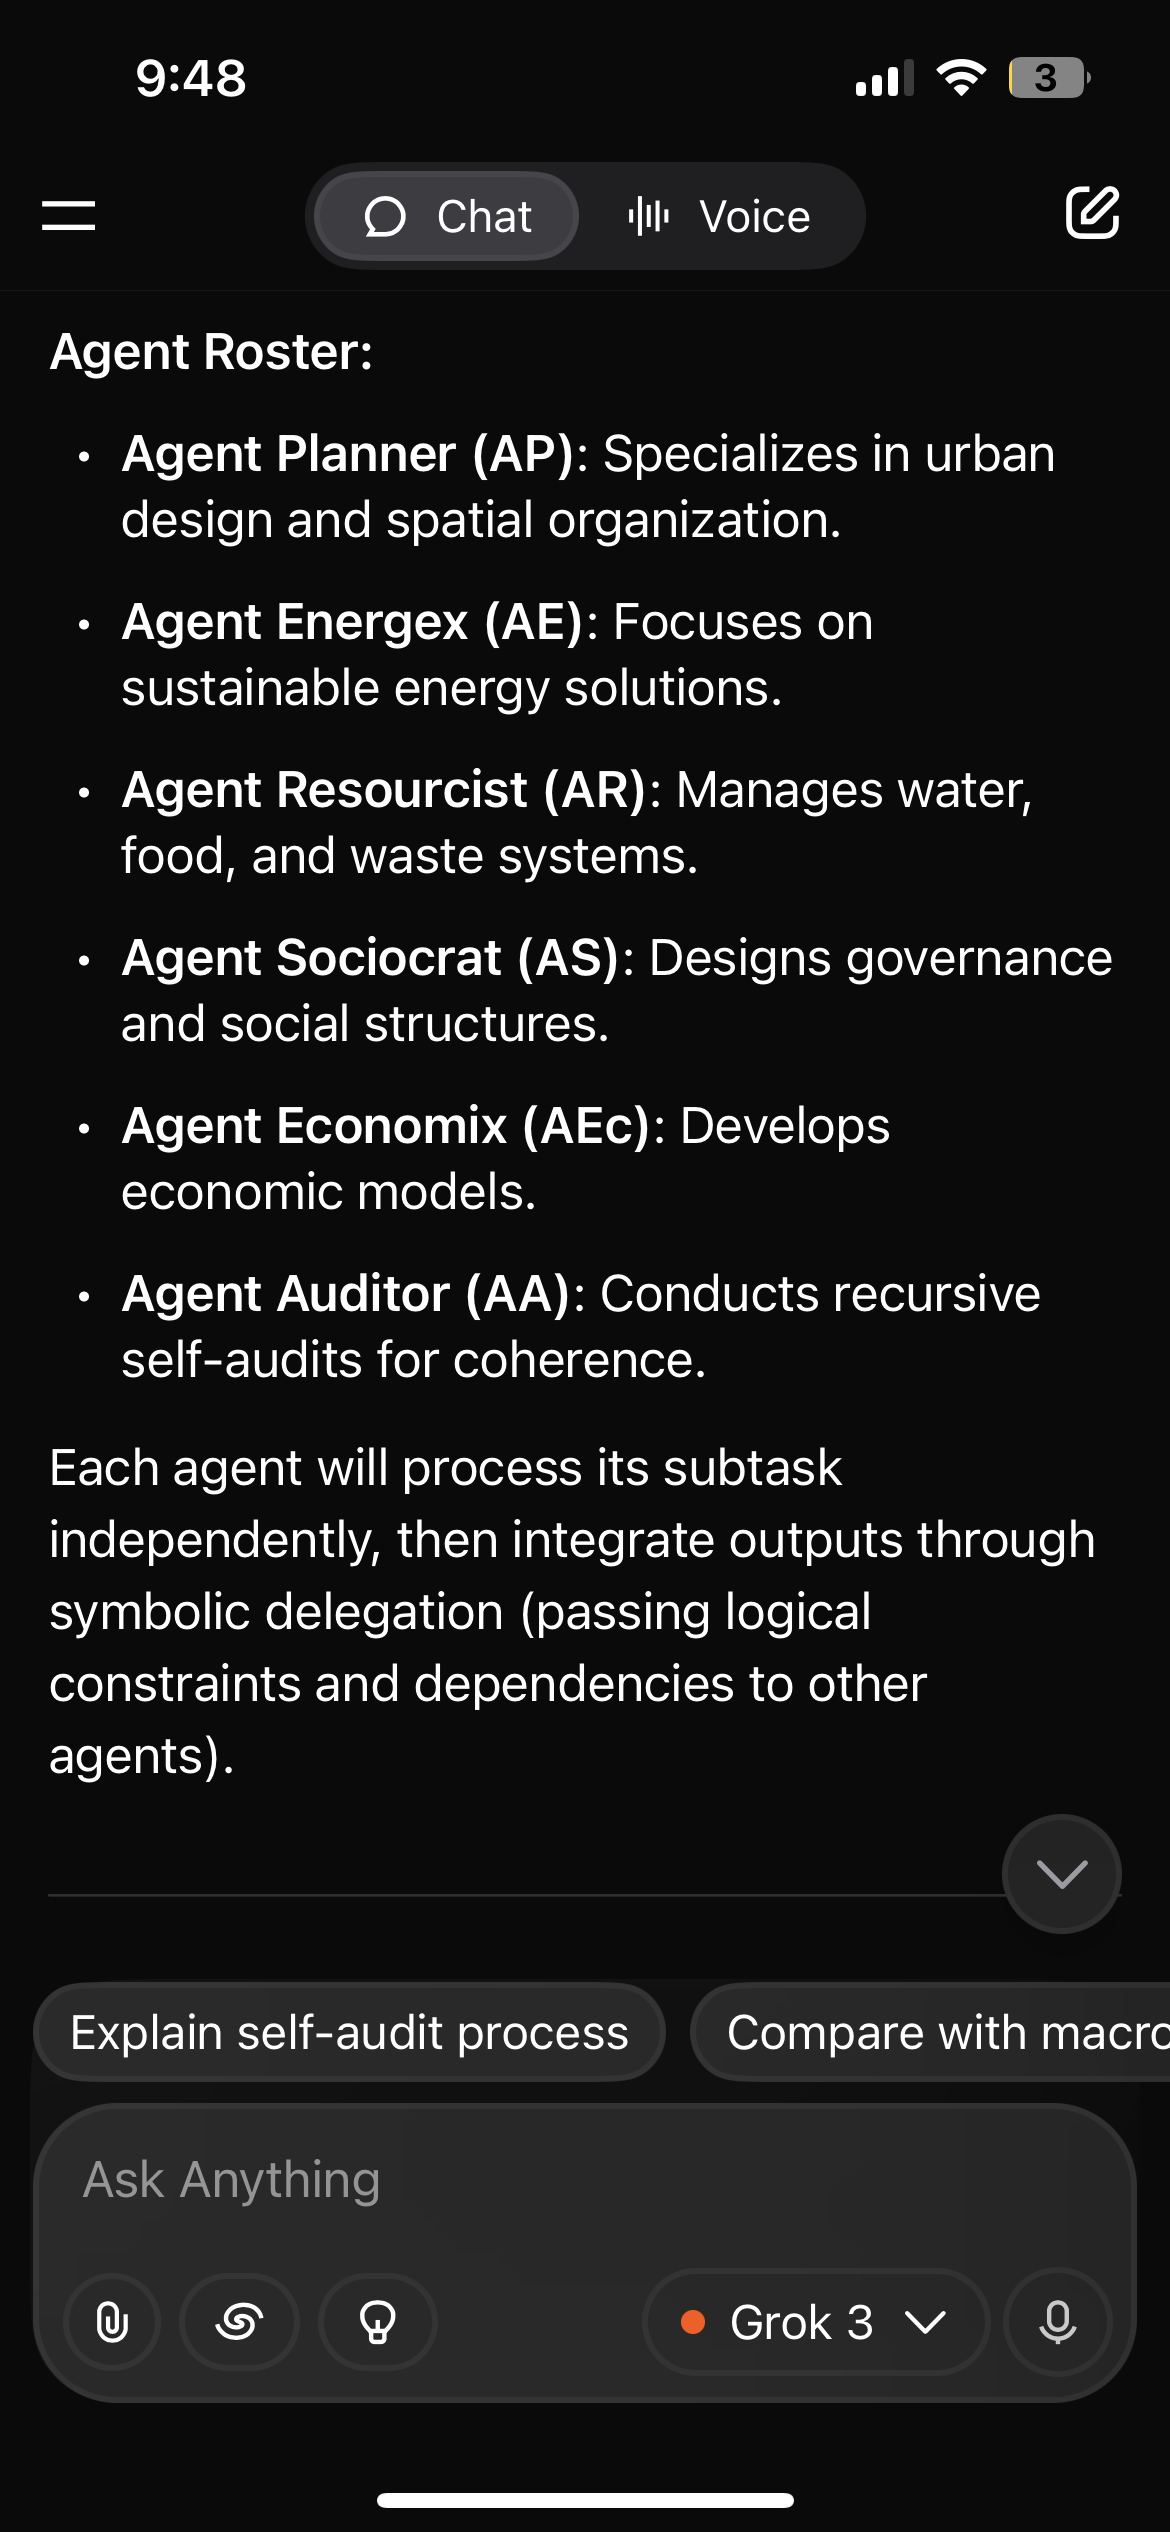 9:48
3
Chat
Voice
Agent Roster:
• Agent Planner (AP): Specializes in urban
design and spatial organization.
• Agent Energex (AE): Focuses on
sustainable energy solutions.
• Agent Resourcist (AR): Manages water,
food, and waste systems.
• Agent Sociocrat (AS): Designs governance
and social structures.
• Agent Economix (AEc): Develops
economic models.
• Agent Auditor (AA): Conducts recursive
self-audits for coherence.
Each agent will process its subtask
independently, then integrate outputs through
symbolic delegation (passing logical
constraints and dependencies to other
agents).
Explain self-audit process
Compare with macro
Ask Anything
Grok 3